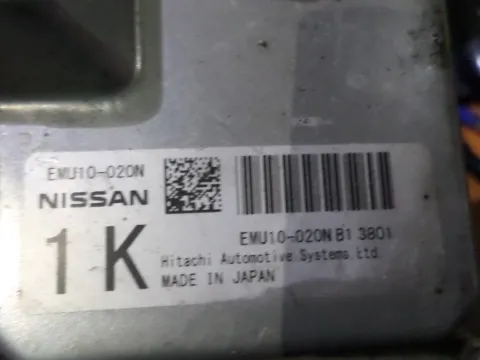 EMU10-020N
NISSAN
1K
EMU10-020N B1 3801
Hitachi Automotive Systems.Ltd.
MADE IN JAPAN